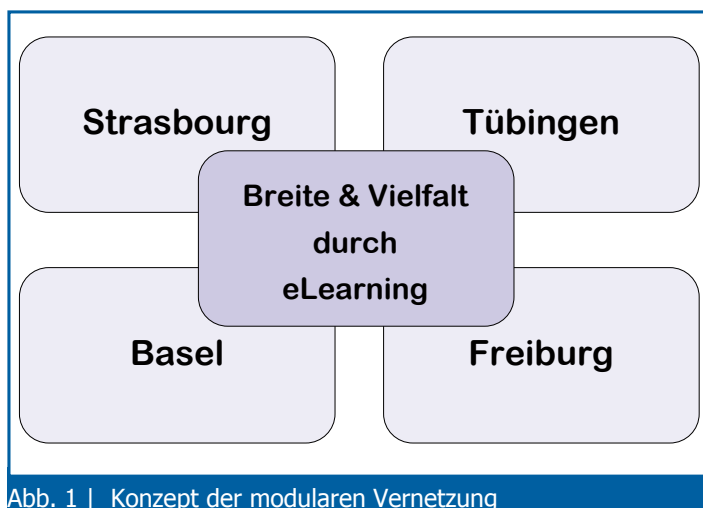 Strasbourg
Tübingen
Breite & Vielfalt
durch
eLearning
Basel
Freiburg
Abb. 1 | Konzept der modularen Vernetzung